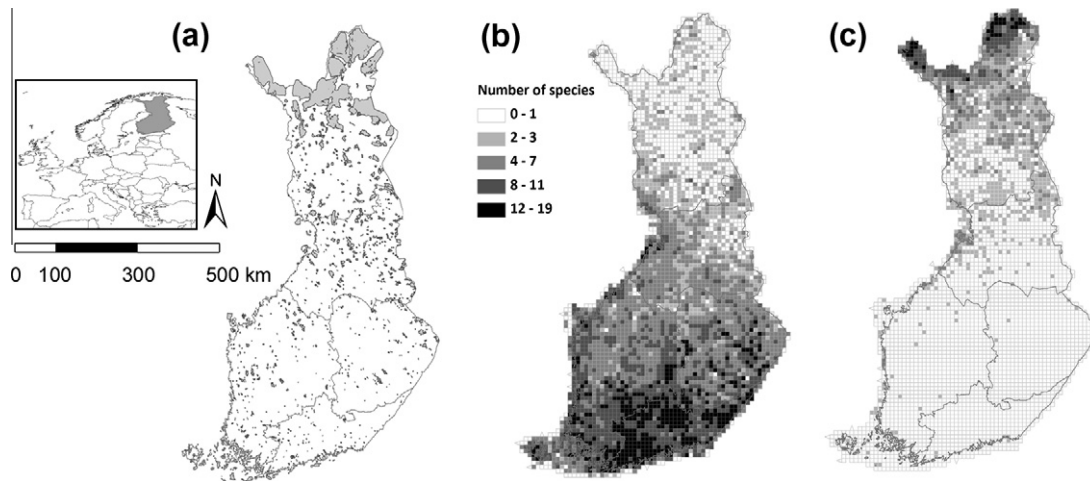 (a)
(b)
(c)
N
0 100 300 500 km
Number of species
0 - 1
2 - 3
4 - 7
8 - 11
12 - 19